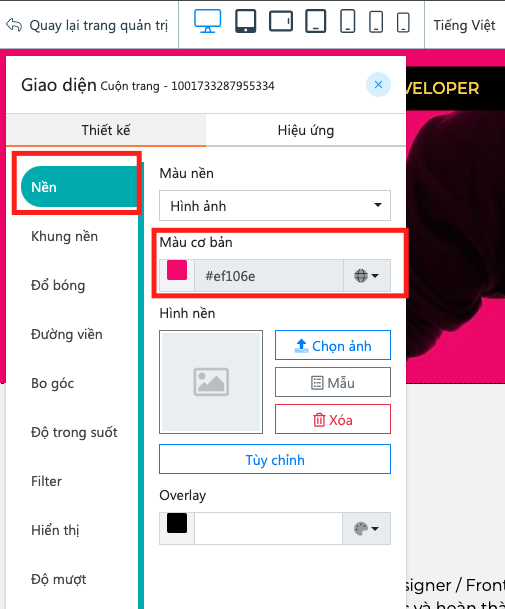 Quay lại trang quản trị
Tiếng Việt
Giao diện Cuộn trang - 1001733287955334
VELOPER
Thiết kế
Hiệu ứng
Nền
Khung nền
Đổ bóng
Đường viền
Bo góc
Độ trong suốt
Filter
Hiển thị
Độ mượt
Màu nền
Hình ảnh
Màu cơ bản
#ef106e
Hình nền
Chọn ảnh
Mẫu
Xóa
Tùy chỉnh
Overlay
signer / Front
và hoàn thà